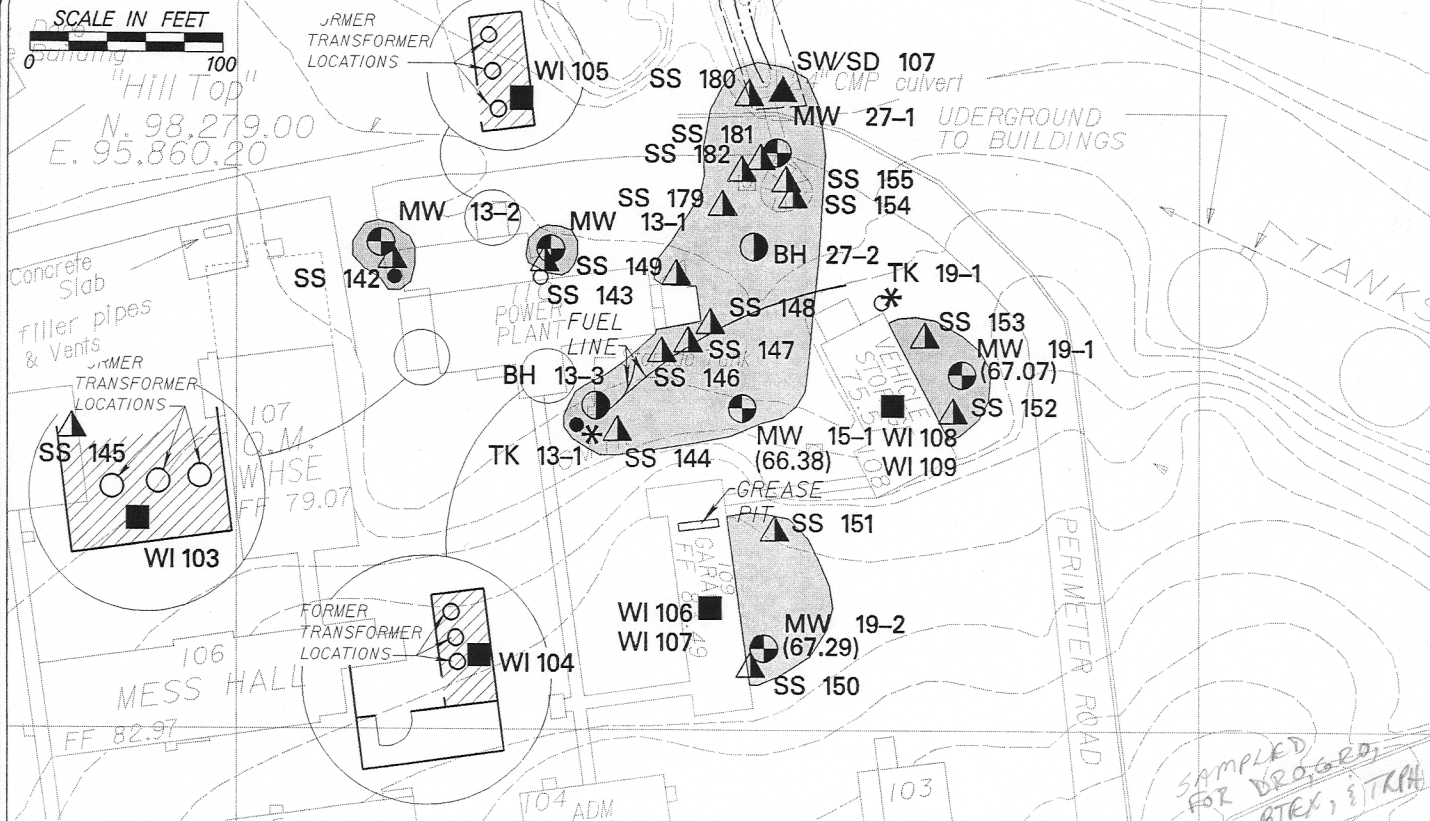 SCALE IN FEET
0 100
Building
"Hill Top"
N. 98,279.00
E. 95,860.20
TRANSFORMER
LOCATIONS
WI 105
SS 180
SW/SD 107
CMP culvert
MW 27-1
UDERGROUND
TO BUILDINGS
SS 181
SS 182
SS 155
SS 179
SS 154
MW 13-2
MW 13-1
BH 27-2
Concrete
Slab
SS 142
SS 149
SS 143
TK 19-1
TANKS
filler pipes
& Vents
POWER
PLANT
FUEL
LINE
SS 148
SS 153
SS 147
MW 19-1
(67.07)
TRANSFORMER
LOCATIONS
BH 13-3
SS 146
SS 152
107
Q.M.
WHSE
FF 79.07
SS 145
TK 13-1
SS 144
MW 15-1
(66.38)
WI 108
WI 109
GREASE
PIT
SS 151
WI 103
PERIMETER ROAD
FORMER
TRANSFORMER
LOCATIONS
WI 104
WI 106
WI 107
MW 19-2
(67.29)
SS 150
106
MESS HALL
FF 82.97
104 ADM
103
SAMPLED
FOR DRO, GRO,
BTEX, & TRPH